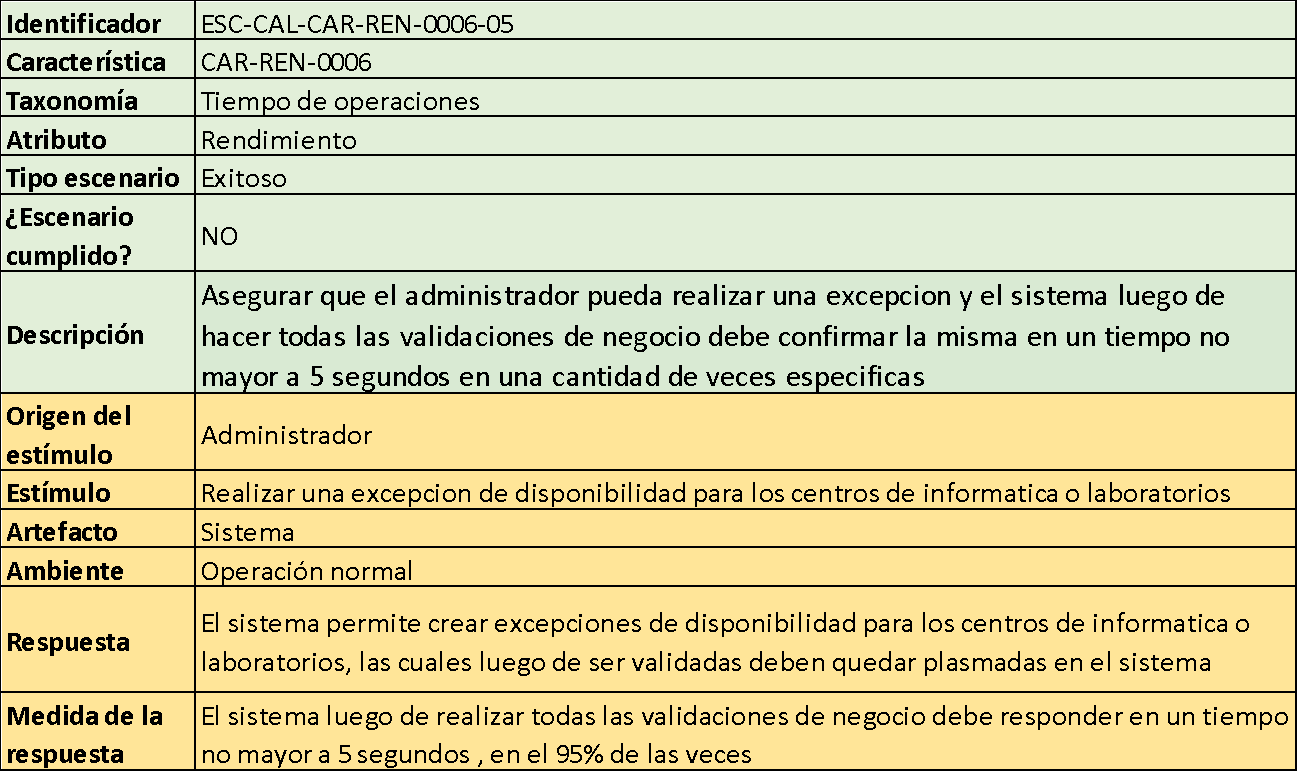 Identificador ESC-CAL-CAR-REN-0006-05
Característica CAR-REN-0006
Taxonomía Tiempo de operaciones
Atributo Rendimiento
Tipo escenario Exitoso
¿Escenario
cumplido? NO
Descripción Asegurar que el administrador pueda realizar una excepcion y el sistema luego de
hacer todas las validaciones de negocio debe confirmar la misma en un tiempo no
mayor a 5 segundos en una cantidad de veces especificas
Origen del
estímulo Administrador
Estímulo Realizar una excepcion de disponibilidad para los centros de informatica o laboratorios
Artefacto Sistema
Ambiente Operación normal
Respuesta El sistema permite crear excepciones de disponibilidad para los centros de informatica o
laboratorios, las cuales luego de ser validadas deben quedar plasmadas en el sistema
Medida de la El sistema luego de realizar todas las validaciones de negocio debe responder en un tiempo
respuesta no mayor a 5 segundos , en el 95% de las veces